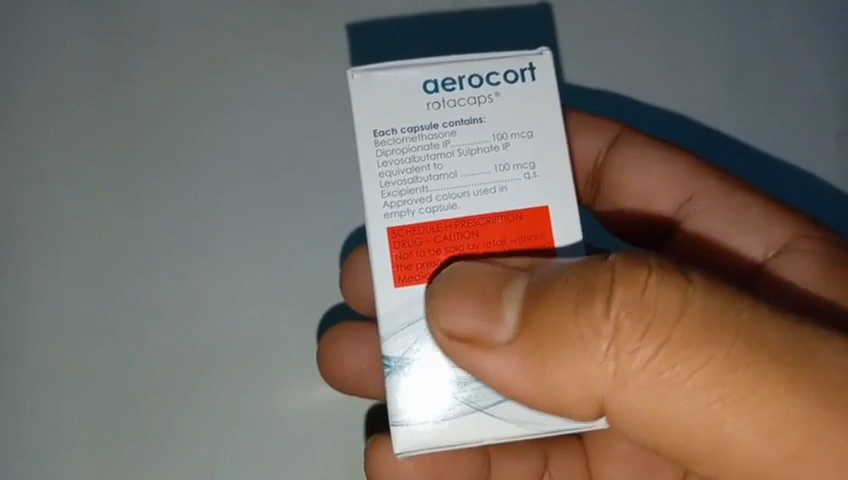 aerocort
rotacaps®
Each capsule contains:
Beclomethasone
Dipropionate IP..............100 mcg
Levosalbutamol Sulphate IP
equivalent to
Levosalbutamol .......... 100 mcg
Excipients............................ q.s.
Approved colours used in
empty capsule.
SCHEDULE H PRESCRIPTION
DRUG - CAUTION
Not to be sold by retail without
the